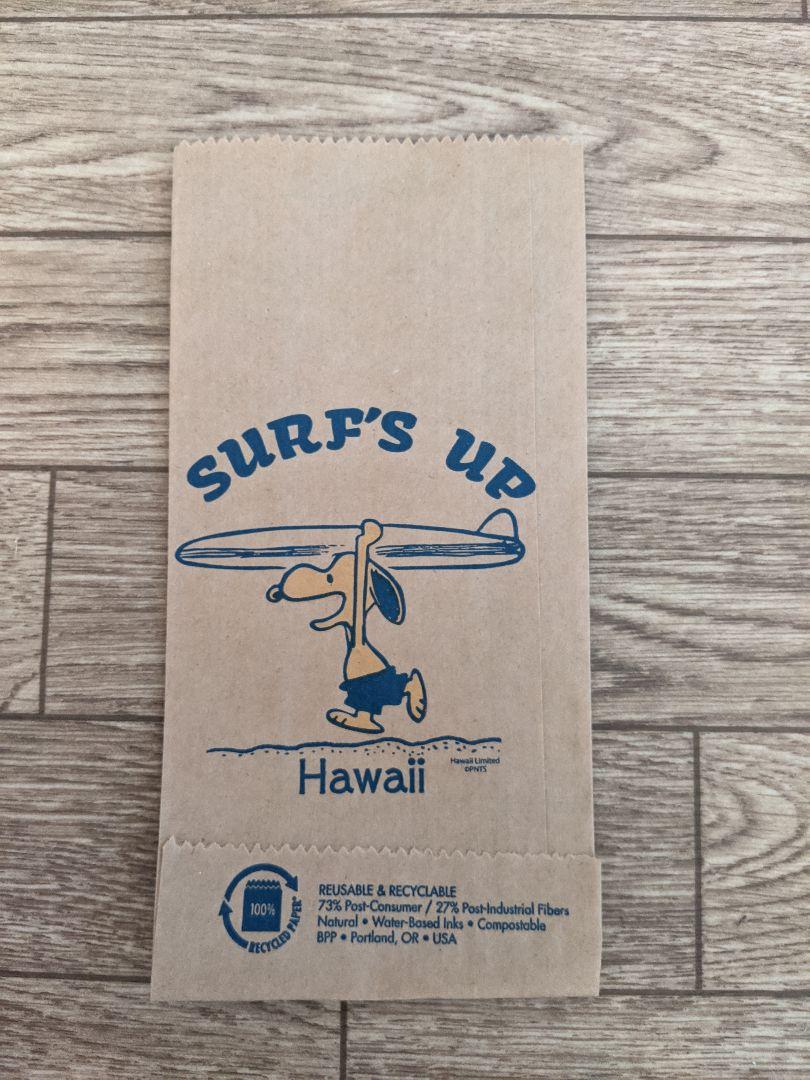 SURF'S UP
Hawaii
Hawaii Limited
©PNTS
100%
RECYCLED PAPER
REUSABLE & RECYCLABLE
73% Post-Consumer / 27% Post-Industrial Fibers
Natural • Water-Based Inks • Compostable
BPP • Portland, OR • USA